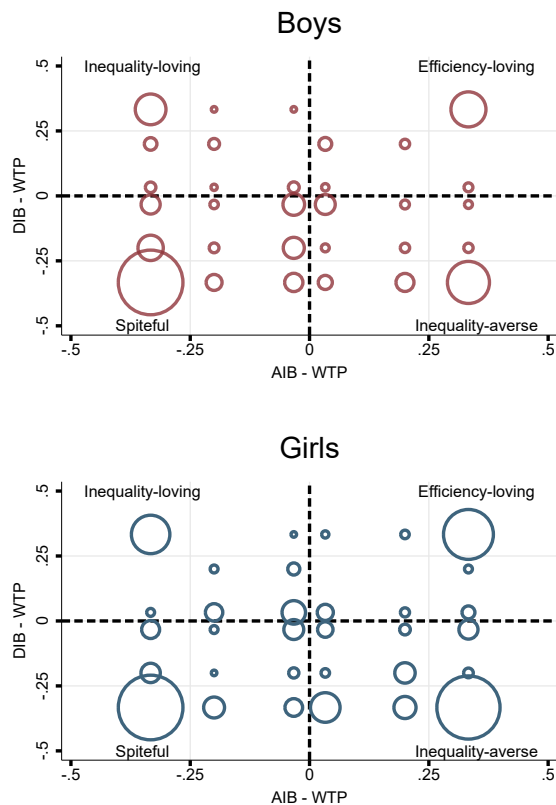 Boys
Inequality-loving Efficiency-loving
.5
.25
0
-.25
-.5
DIB - WTP
Spiteful Inequality-averse
-.5 -.25 0 .25 .5
AIB - WTP
Girls
Inequality-loving Efficiency-loving
.5
.25
0
-.25
-.5
DIB - WTP
Spiteful Inequality-averse
-.5 -.25 0 .25 .5
AIB - WTP